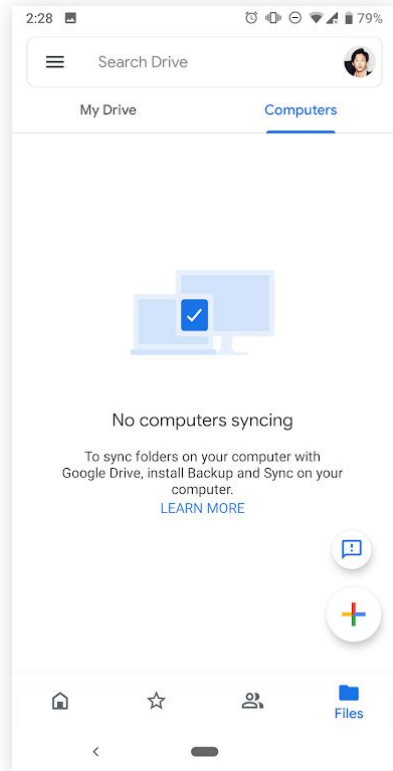 2:28 79%
Search Drive
My Drive Computers
No computers syncing
To sync folders on your computer with
Google Drive, install Backup and Sync on your
computer.
LEARN MORE
Files